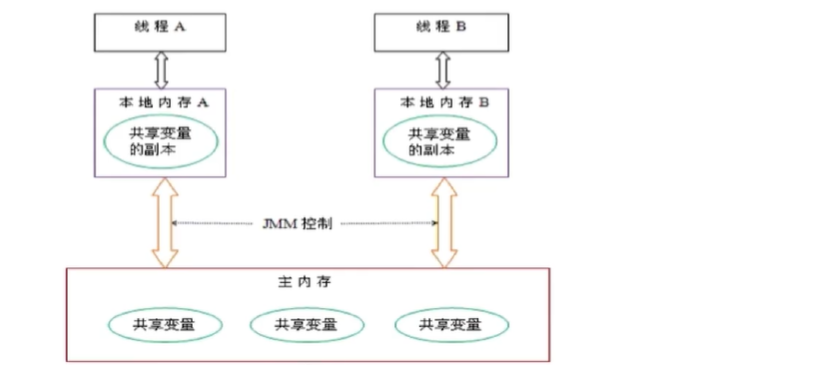 线程 A
线程 B
本地内存 A
本地内存 B
共享变量
的副本
共享变量
的副本
JMM 控制
主内存
共享变量
共享变量
共享变量